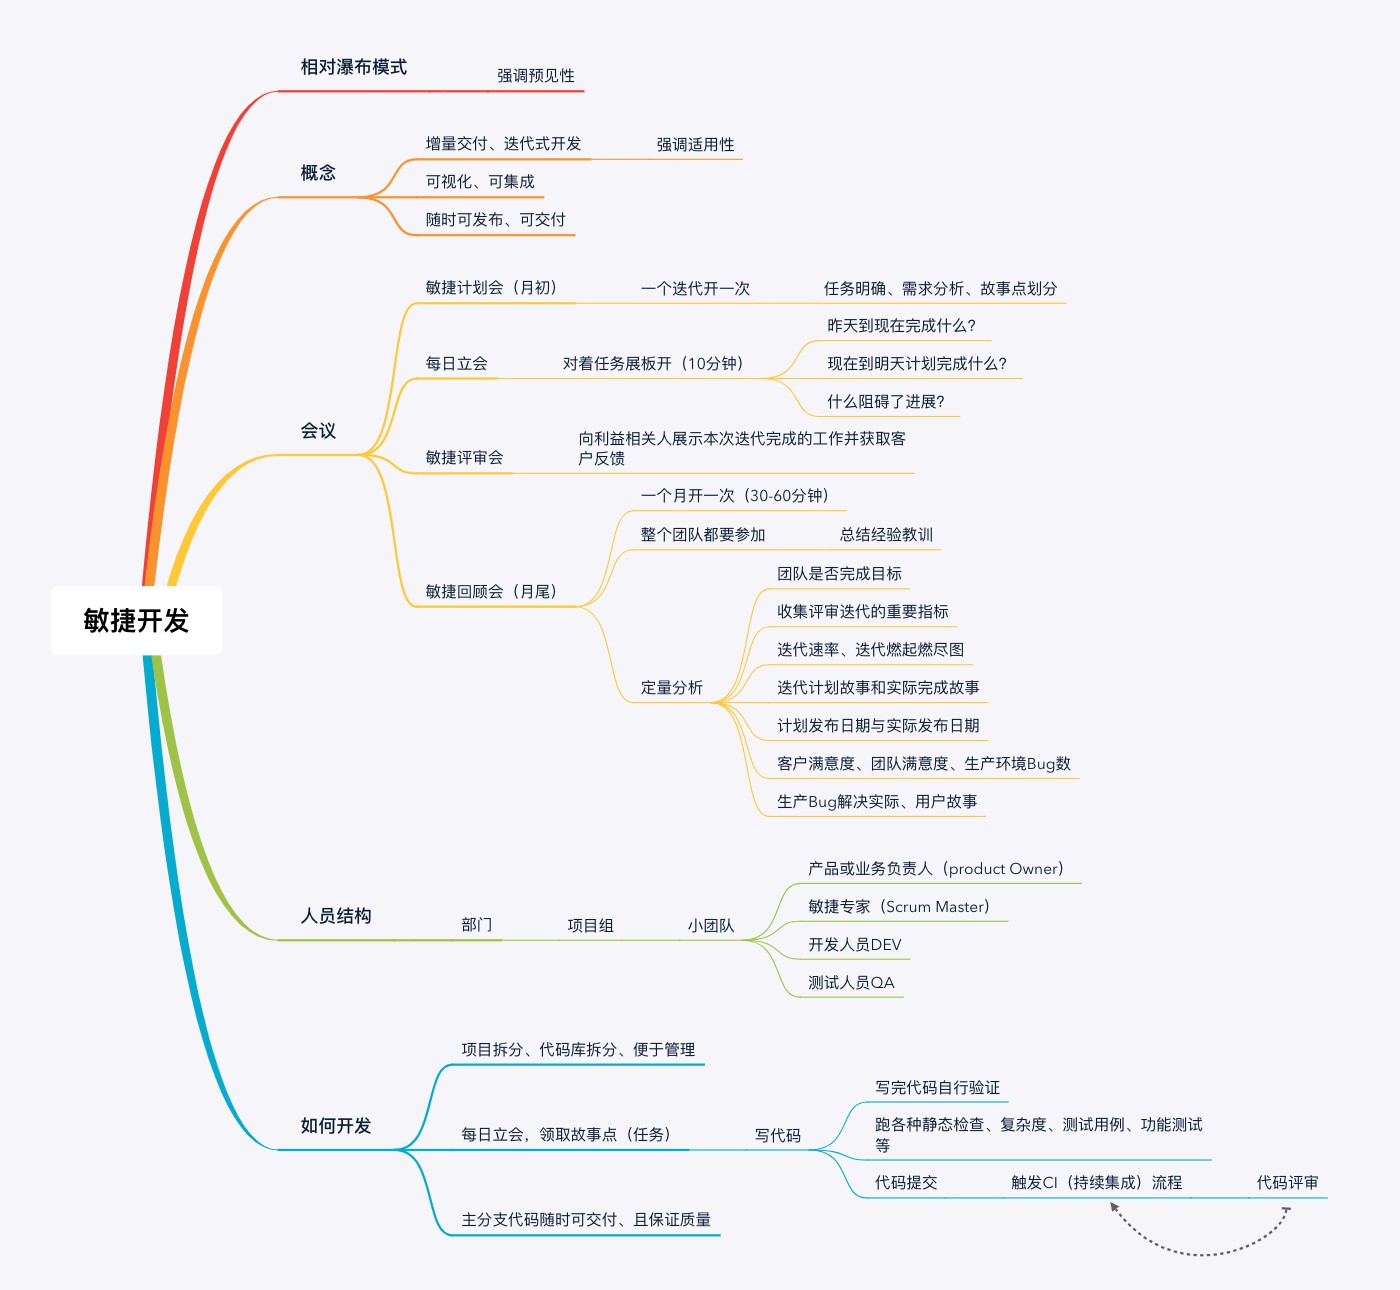 相对瀑布模式
强调预见性
概念
增量交付、迭代式开发
强调适用性
可视化、可集成
随时可发布、可交付
会议
敏捷计划会（月初）
一个迭代开一次
任务明确、需求分析、故事点划分
每日立会
对着任务展板开（10分钟）
昨天到现在完成什么？
现在到明天计划完成什么？
什么阻碍了进展？
敏捷评审会
向利益相关人展示本次迭代完成的工作并获取客
户反馈
敏捷回顾会（月尾）
一个月开一次（30-60分钟）
整个团队都要参加
总结经验教训
定量分析
团队是否完成目标
收集评审迭代的重要指标
迭代速率、迭代燃起燃尽图
迭代计划故事和实际完成故事
计划发布日期与实际发布日期
客户满意度、团队满意度、生产环境Bug数
生产Bug解决实际、用户故事
敏捷开发
人员结构
部门
项目组
小团队
产品或业务负责人（product Owner）
敏捷专家（Scrum Master）
开发人员DEV
测试人员QA
如何开发
项目拆分、代码库拆分、便于管理
每日立会，领取故事点（任务）
写代码
写完代码自行验证
跑各种静态检查、复杂度、测试用例、功能测试
等
代码提交
触发CI（持续集成）流程
代码评审
主分支代码随时可交付、且保证质量